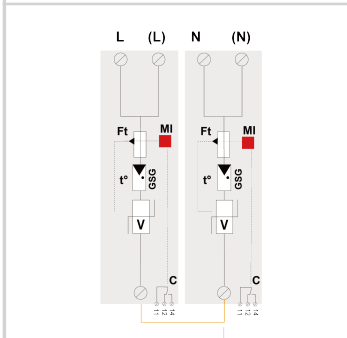 L (L) N (N)
Ft MI Ft MI
t° GSG t° GSG
V V
C C
11 12 14 11 12 14